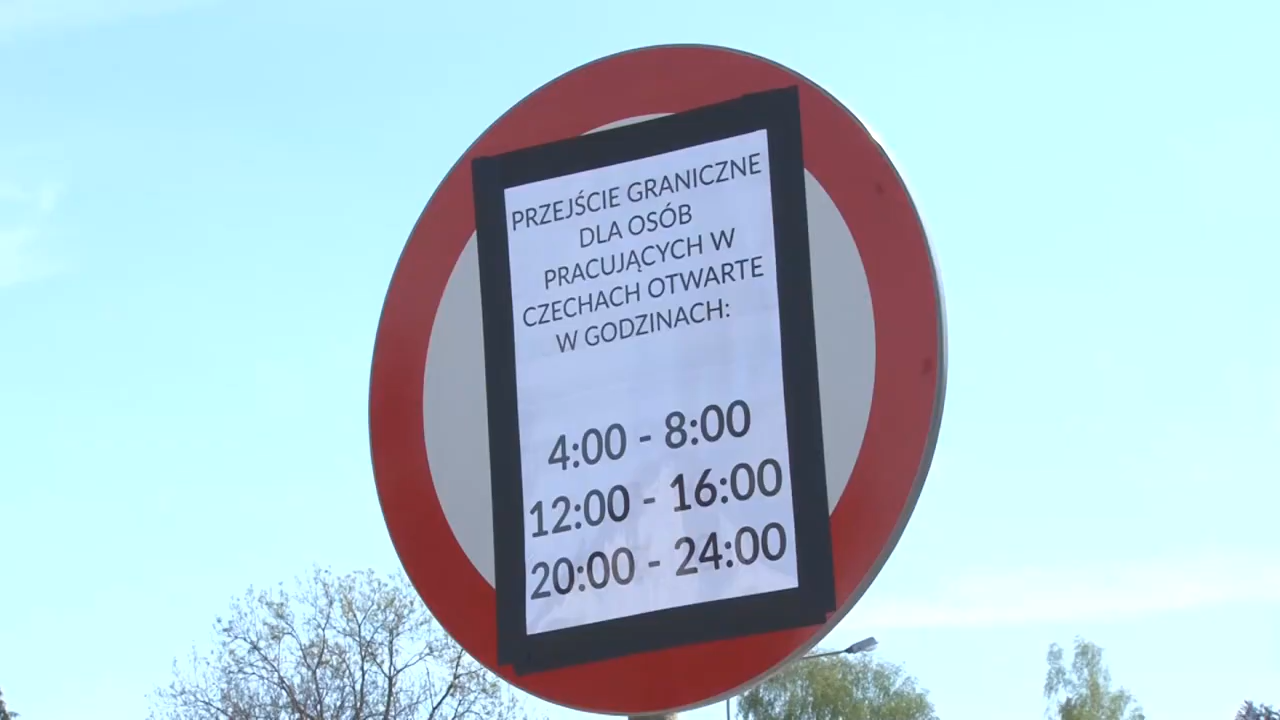 PRZEJŚCIE GRANICZNE
DLA OSÓB
PRACUJĄCYCH W
CZECHACH OTWARTE
W GODZINACH:
4:00 - 8:00
12:00 - 16:00
20:00 - 24:00